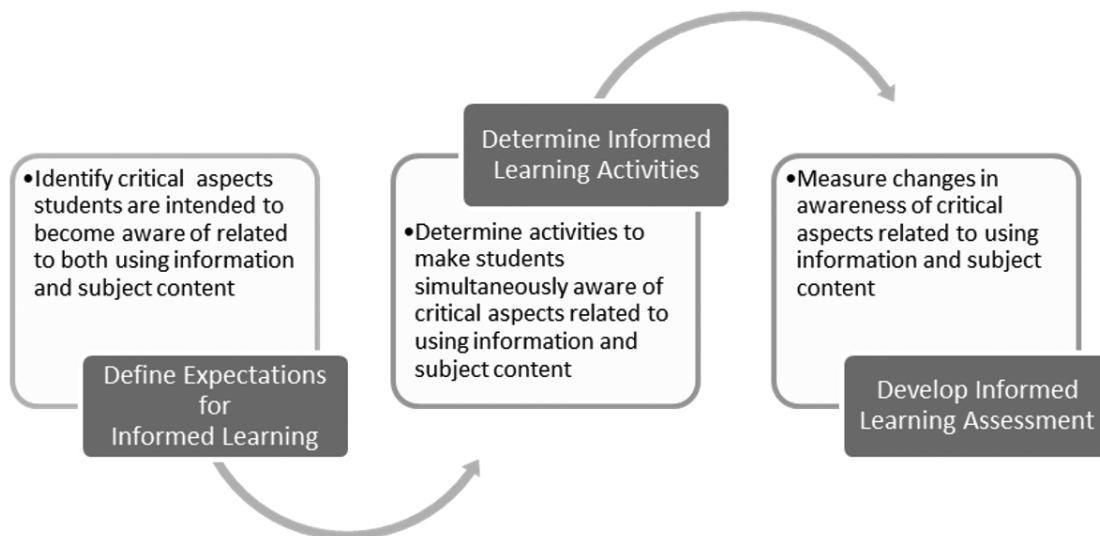 •Identify critical aspects
students are intended to
become aware of related
to both using information
and subject content
Define Expectations
for
Informed Learning
Determine Informed
Learning Activities
•Determine activities to
make students
simultaneously aware of
critical aspects related to
using information and
subject content
•Measure changes in
awareness of critical
aspects related to using
information and subject
content
Develop Informed
Learning Assessment